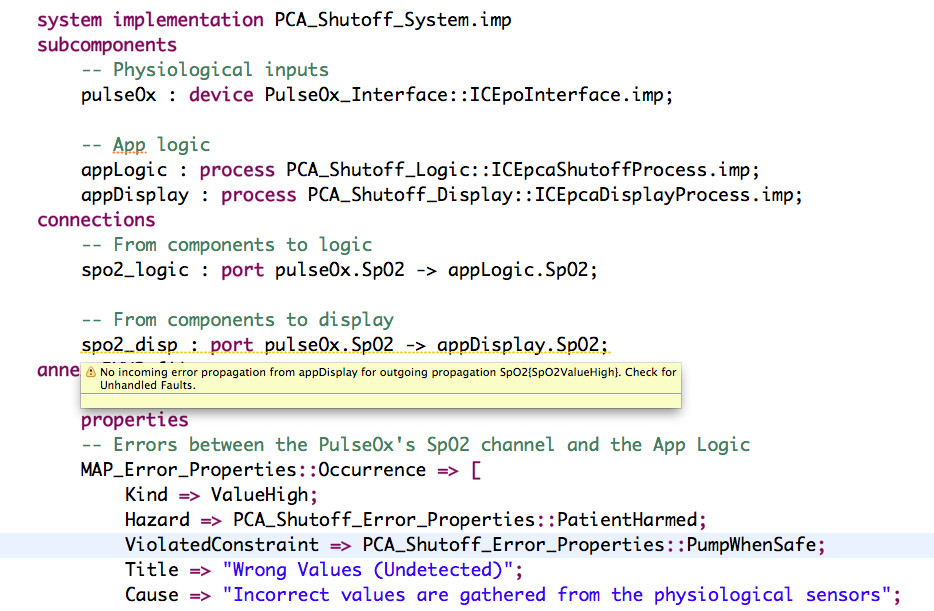 system implementation PCA_Shutoff_System.imp
subcomponents
-- Physiological inputs
pulseOx : device PulseOx_Interface::ICEpoInterface.imp;
-- App logic
appLogic : process PCA_Shutoff_Logic::ICEpcaShutoffProcess.imp;
appDisplay : process PCA_Shutoff_Display::ICEpcaDisplayProcess.imp;
connections
-- From components to logic
spo2_logic : port pulseOx.SpO2 -> appLogic.SpO2;
-- From components to display
spo2_disp : port pulseOx.SpO2 -> appDisplay.SpO2;
No incoming error propagation from appDisplay for outgoing propagation SpO2{SpO2ValueHigh}. Check for
Unhandled Faults.
properties
-- Errors between the PulseOx's SpO2 channel and the App Logic
MAP_Error_Properties::Occurrence => [
Kind => ValueHigh;
Hazard => PCA_Shutoff_Error_Properties::PatientHarmed;
ViolatedConstraint => PCA_Shutoff_Error_Properties::PumpWhenSafe;
Title => "Wrong Values (Undetected)";
Cause => "Incorrect values are gathered from the physiological sensors";